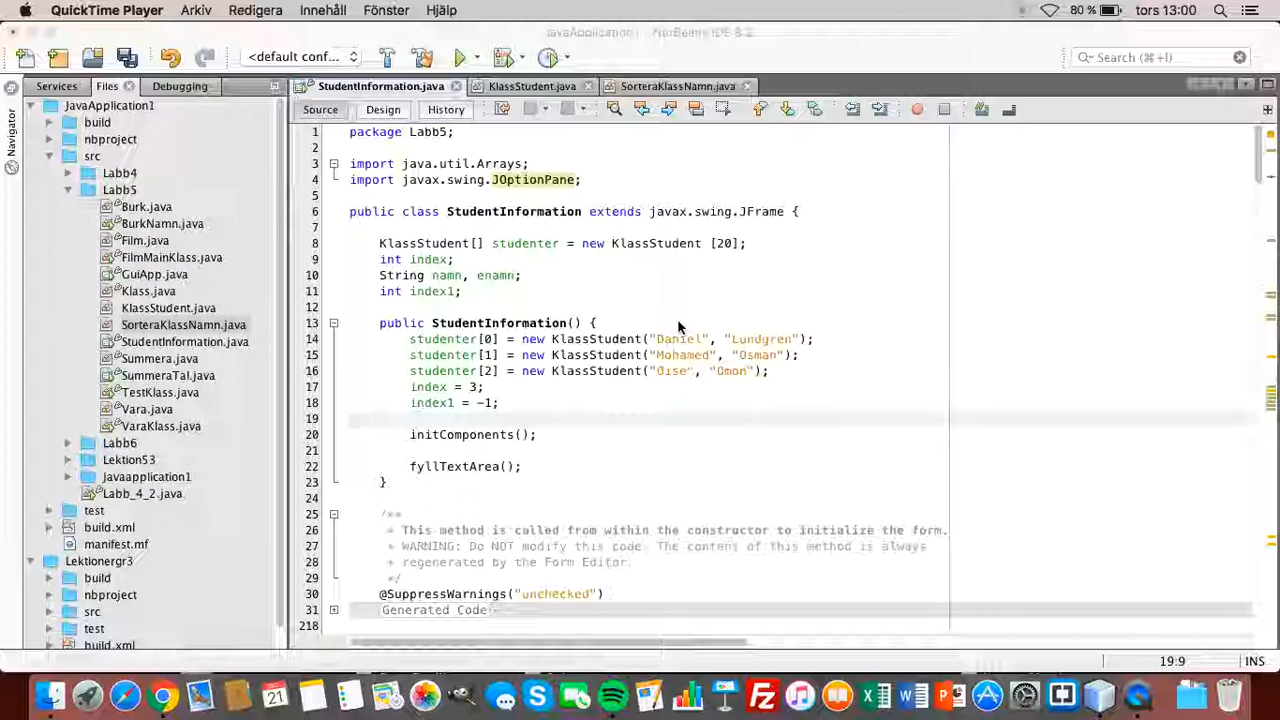 QuickTime Player Arkiv Redigera Innehåll Fönster Hjälp 80 % tors 13:00
JavaApplication1 - NetBeans IDE 8.2
<default conf... Search
Services Files Debugging StudentInformation.java KlassStudent.java SorteraKlassNamn.java
Source Design History
Navigator
JavaApplication1
build
nbproject
src
Labb4
Labb5
Burk.java
BurkNamn.java
Film.java
FilmMainKlass.java
GuiApp.java
Klass.java
KlassStudent.java
SorteraKlassNamn.java
StudentInformation.java
Summera.java
SummeraTal.java
TestKlass.java
Vara.java
VaraKlass.java
Labb6
Lektion53
Javaapplication1
Labb_4_2.java
test
build.xml
manifest.mf
Lektionergr3
build
nbproject
src
test
build.xml
1 package Labb5;
2
3 import java.util.Arrays;
4 import javax.swing.JOptionPane;
5
6 public class StudentInformation extends javax.swing.JFrame {
7
8 KlassStudent[] studenter = new KlassStudent [20];
9 int index;
10 String namn, enamn;
11 int index1;
12
13 public StudentInformation() {
14 studenter[0] = new KlassStudent("Daniel", "Lundgren");
15 studenter[1] = new KlassStudent("Mohamed", "Osman");
16 studenter[2] = new KlassStudent( "Omon");
17 index = 3;
18 index1 = -1;
19
20 initComponents();
21
22 fyllTextArea();
23 }
24
25 /**
26 * This method is called from within the constructor to initialize the form.
27 * WARNING: Do NOT modify this code. The content of this method is always
28 * regenerated by the Form Editor.
29 */
30 @SuppressWarnings("unchecked")
31 Generated Code
218
19:9 INS